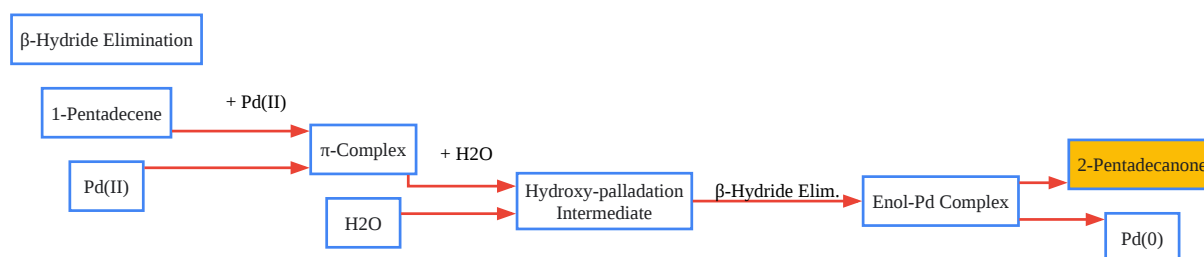 β-Hydride Elimination
1-Pentadecene
+ Pd(II)
Pd(II)
π-Complex
+ H2O
H2O
Hydroxy-palladation
Intermediate
β-Hydride Elim.
Enol-Pd Complex
2-Pentadecanone
Pd(0)